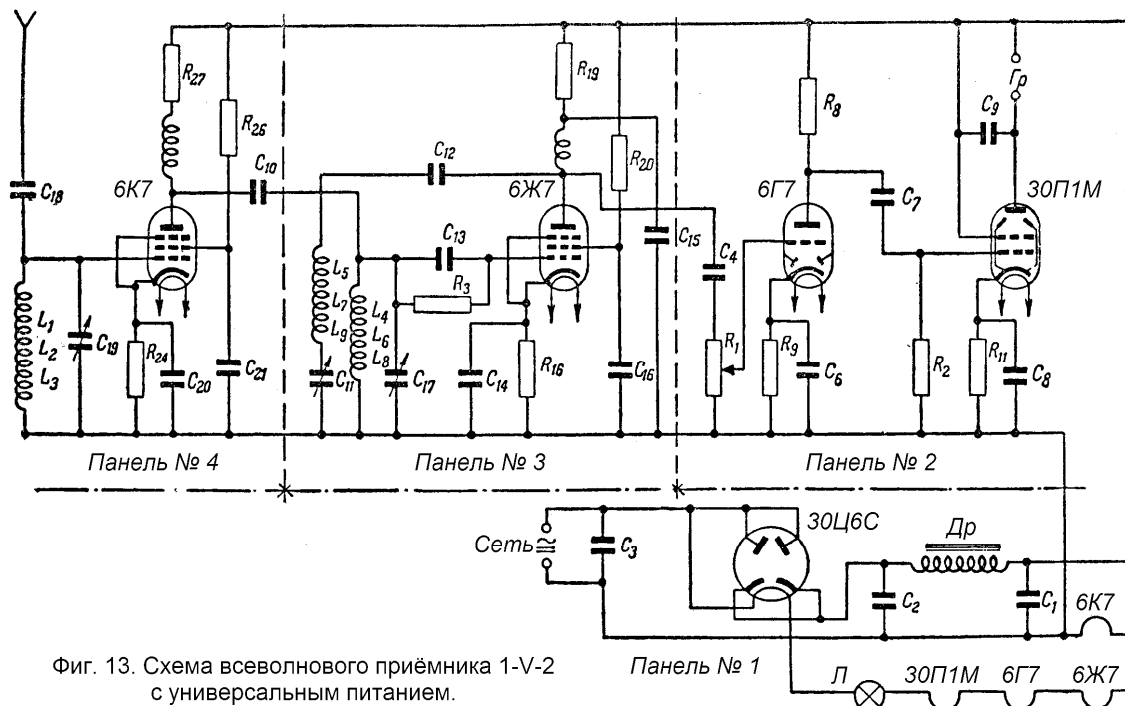 R27
R26
C10
C18
6К7
L1
L2
L3
C19
R24
C20
C21
Панель № 4
R19
R20
C12
6Ж7
C13
R3
C15
L5
L7
L9
L4
L6
L8
C11
C17
C14
R16
C16
Панель № 3
R8
6Г7
C7
C4
R1
R9
C6
Гр
C9
30П1М
R2
R11
C8
Панель № 2
Сеть
C3
30Ц6С
Др
C2
C1
6К7
Панель № 1
Л
30П1М
6Г7
6Ж7
Фиг. 13. Схема всеволнового приёмника 1-V-2
с универсальным питанием.